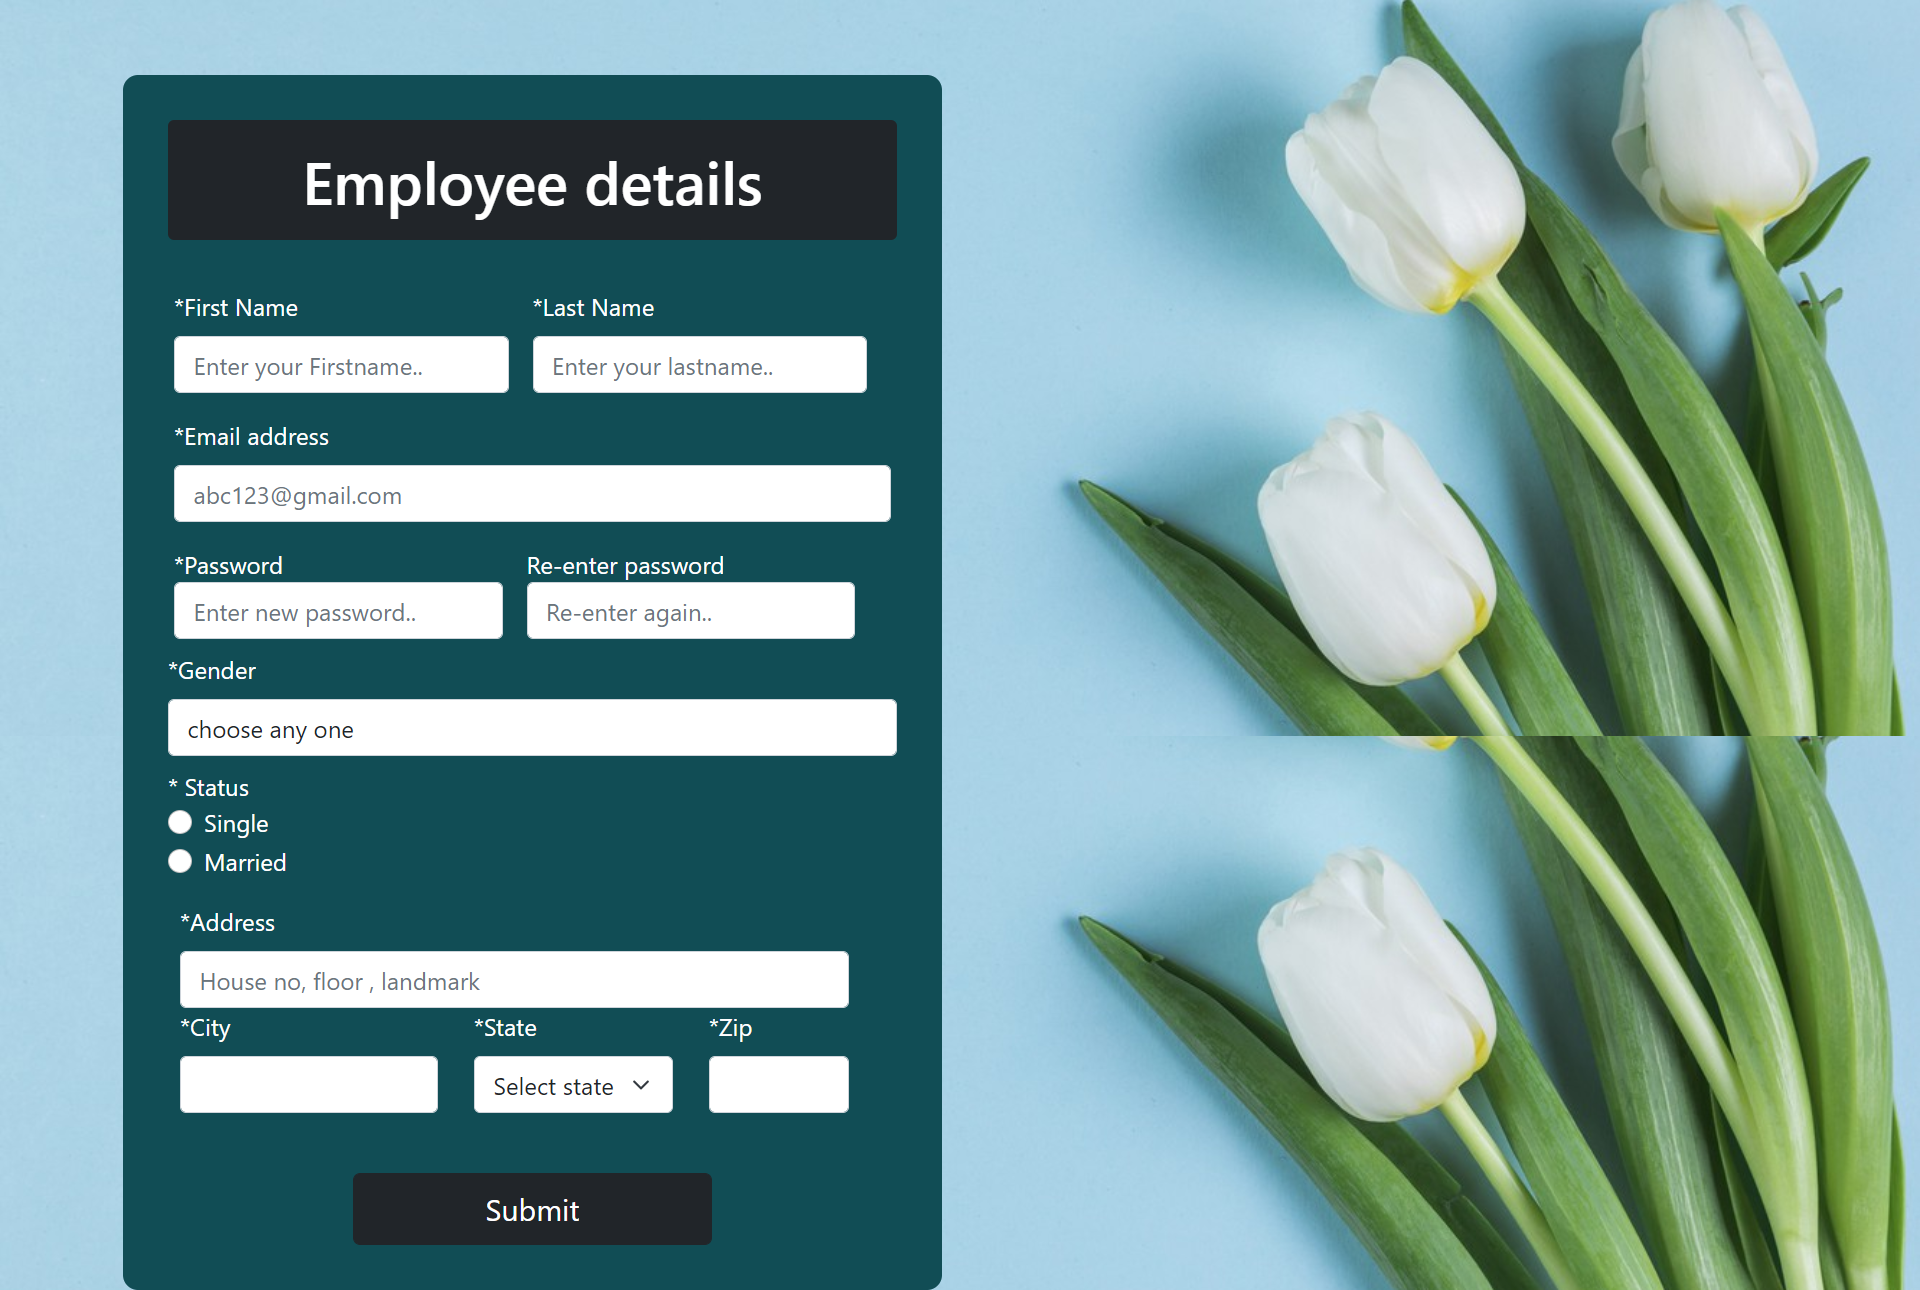 Employee details
*First Name *Last Name
Enter your Firstname.. Enter your lastname..
*Email address
abc123@gmail.com
*Password Re-enter password
Enter new password.. Re-enter again..
*Gender
choose any one
* Status
Single
Married
*Address
House no, floor , landmark
*City *State *Zip
Select state
Submit